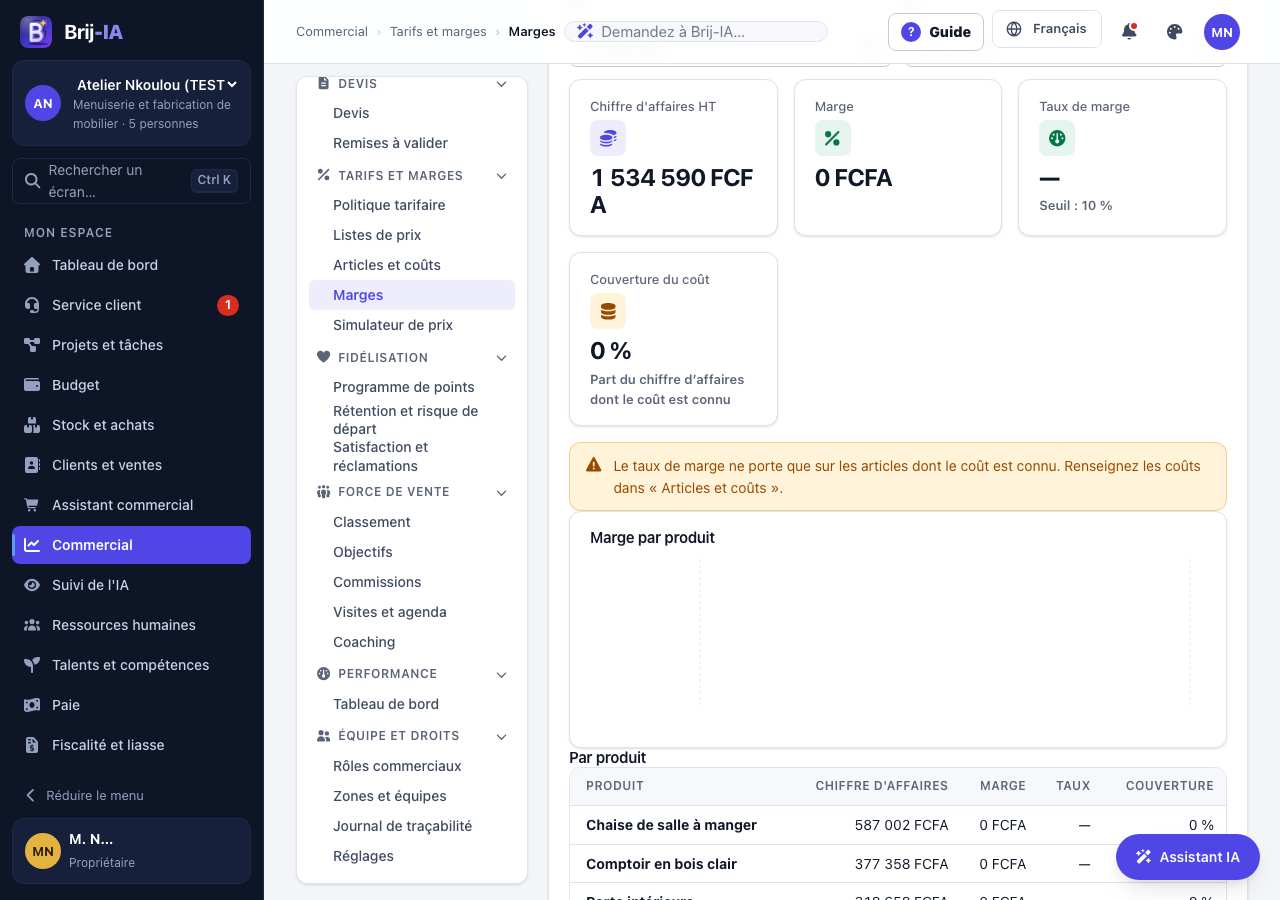 Brij-IA
Atelier Nkoulou (TEST
AN
Menuiserie et fabrication de
mobilier · 5 personnes
Rechercher un
écran...
Ctrl K
MON ESPACE
Tableau de bord
Service client
1
Projets et tâches
Budget
Stock et achats
Clients et ventes
Assistant commercial
Commercial
Suivi de l'IA
Ressources humaines
Talents et compétences
Paie
Fiscalité et liasse
Réduire le menu
MN
M. N...
Propriétaire
Commercial › Tarifs et marges › Marges
Demandez à Brij-IA...
? Guide
Français
MN
DEVIS
Devis
Remises à valider
TARIFS ET MARGES
Politique tarifaire
Listes de prix
Articles et coûts
Marges
Simulateur de prix
FIDÉLISATION
Programme de points
Rétention et risque de
départ
Satisfaction et
réclamations
FORCE DE VENTE
Classement
Objectifs
Commissions
Visites et agenda
Coaching
PERFORMANCE
Tableau de bord
ÉQUIPE ET DROITS
Rôles commerciaux
Zones et équipes
Journal de traçabilité
Réglages
Chiffre d'affaires HT
1 534 590 FCF
A
Marge
0 FCFA
Taux de marge
—
Seuil : 10 %
Couverture du coût
0 %
Part du chiffre d’affaires
dont le coût est connu
Le taux de marge ne porte que sur les articles dont le coût est connu. Renseignez les coûts
dans « Articles et coûts ».
Marge par produit
Par produit
PRODUIT CHIFFRE D'AFFAIRES MARGE TAUX COUVERTURE
Chaise de salle à manger 587 002 FCFA 0 FCFA — 0 %
Comptoir en bois clair 377 358 FCFA 0 FCFA —
Assistant IA